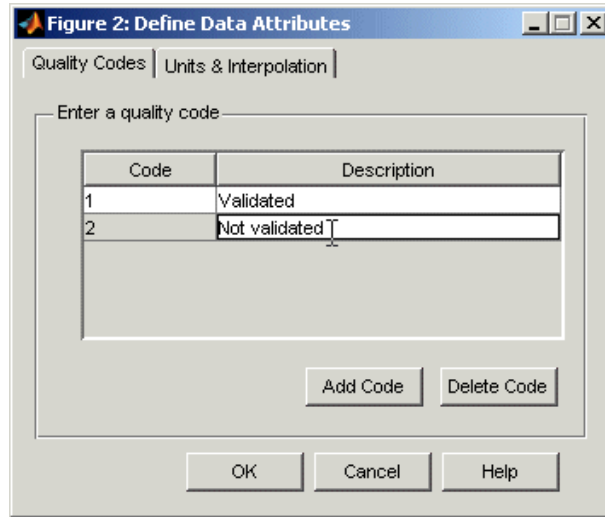 Figure 2: Define Data Attributes
Quality Codes Units & Interpolation
Enter a quality code
Code Description
1 Validated
2 Not validated
Add Code Delete Code
OK Cancel Help